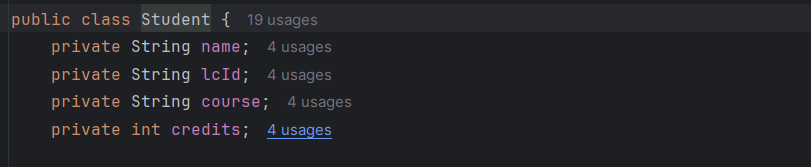 public class Student {  19 usages
    private String name;  4 usages
    private String lcId;  4 usages
    private String course;  4 usages
    private int credits;  4 usages